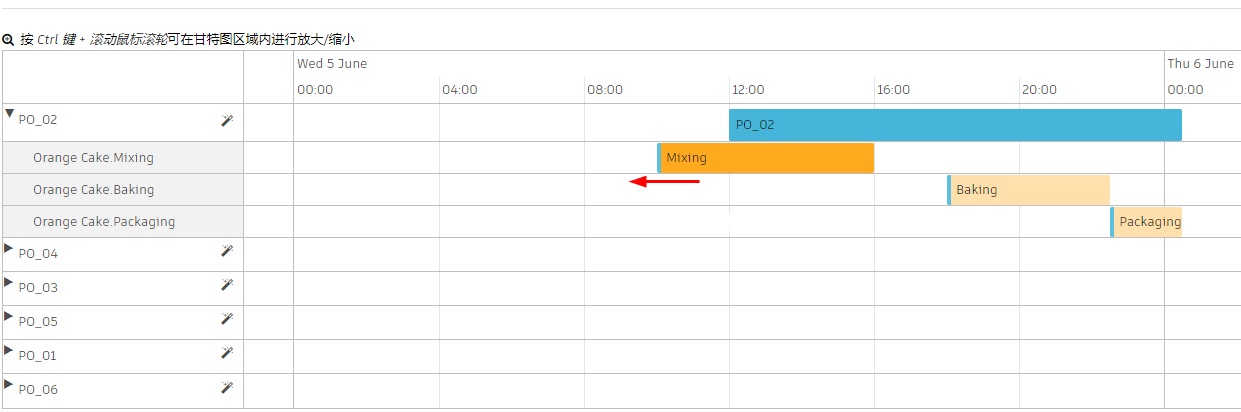 按 Ctrl 键 + 滚动鼠标滚轮可在甘特图区域内进行放大/缩小
Wed 5 June Thu 6 June
00:00 04:00 08:00 12:00 16:00 20:00 00:00
PO_02 PO_02
Orange Cake.Mixing Mixing
Orange Cake.Baking Baking
Orange Cake.Packaging Packaging
PO_04
PO_03
PO_05
PO_01
PO_06